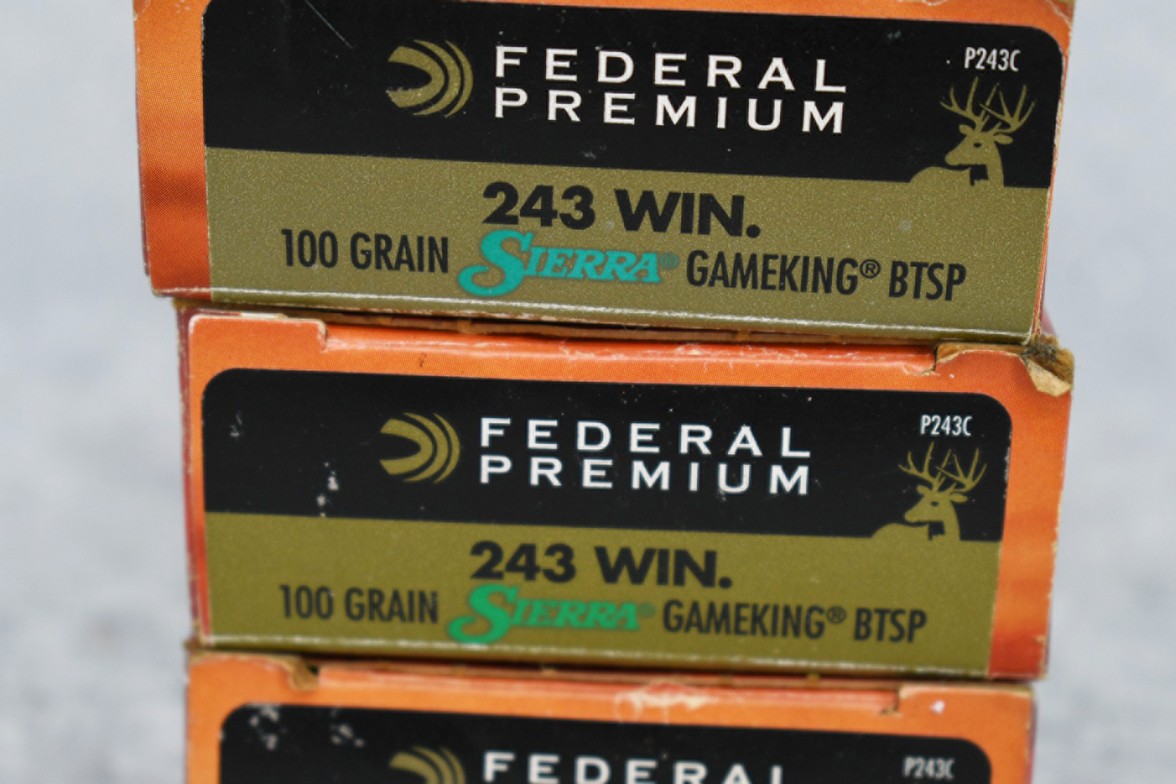 FEDERAL
PREMIUM
P243C
243 WIN.
100 GRAIN SIERRA® GAMEKING® BTSP
FEDERAL
PREMIUM
P243C
243 WIN.
100 GRAIN SIERRA® GAMEKING® BTSP
FEDERAL
P243C